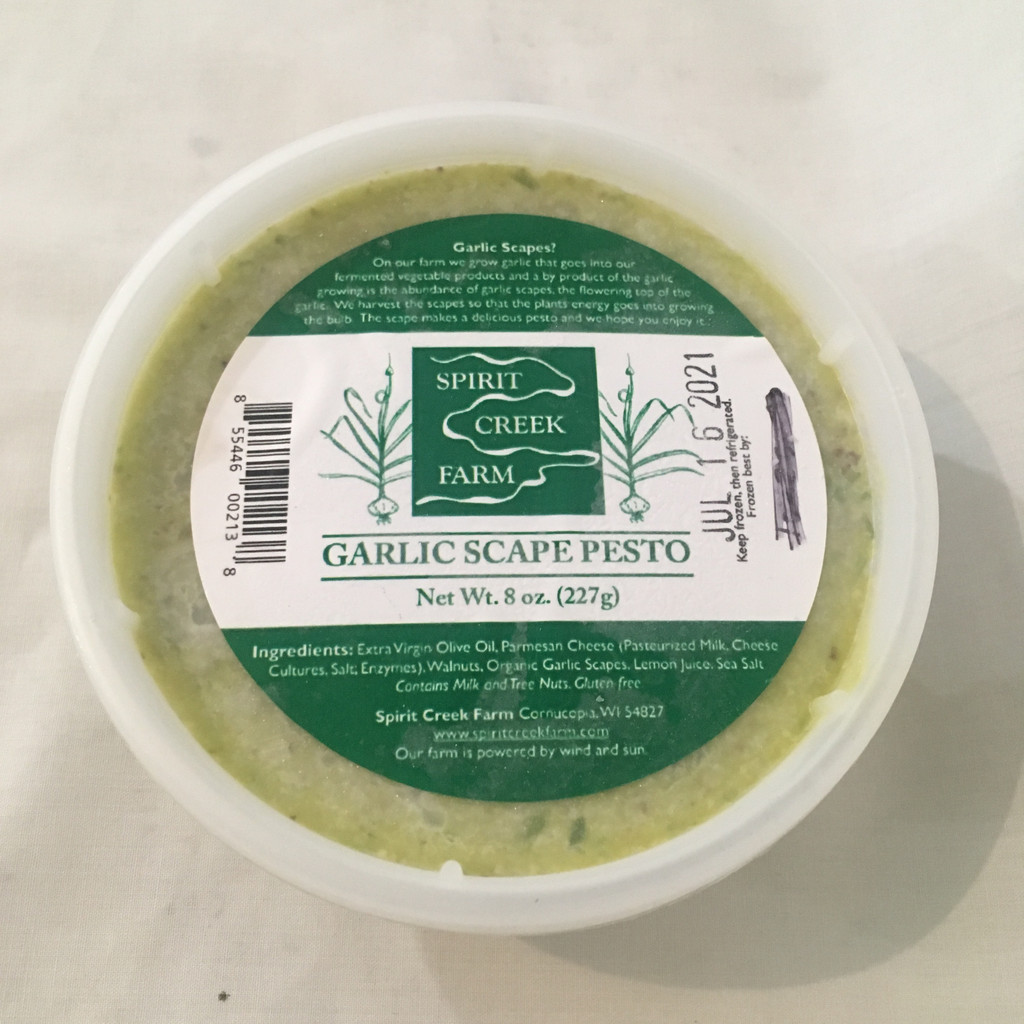 Garlic Scapes?
On our farm we grow garlic that goes into our
fermented vegetable products and a by product of the garlic
growing is the abundance of garlic scapes, the flowering top of the
garlic. We harvest the scapes so that the plants energy goes into growing
the bulb. The scape makes a delicious pesto and we hope you enjoy it.
SPIRIT
CREEK
FARM
GARLIC SCAPE PESTO
Net Wt. 8 oz. (227g)
8 55446 00213 8
JUL 16 2021
Keep frozen, then refrigerated.
Frozen best by:
Ingredients: Extra Virgin Olive Oil, Parmesan Cheese (Pasteurized Milk, Cheese
Cultures, Salt, Enzymes), Walnuts, Organic Garlic Scapes, Lemon Juice, Sea Salt
Contains Milk and Tree Nuts. Gluten free
Spirit Creek Farm Cornucopia, WI 54827
www.spiritcreekfarm.com
Our farm is powered by wind and sun.